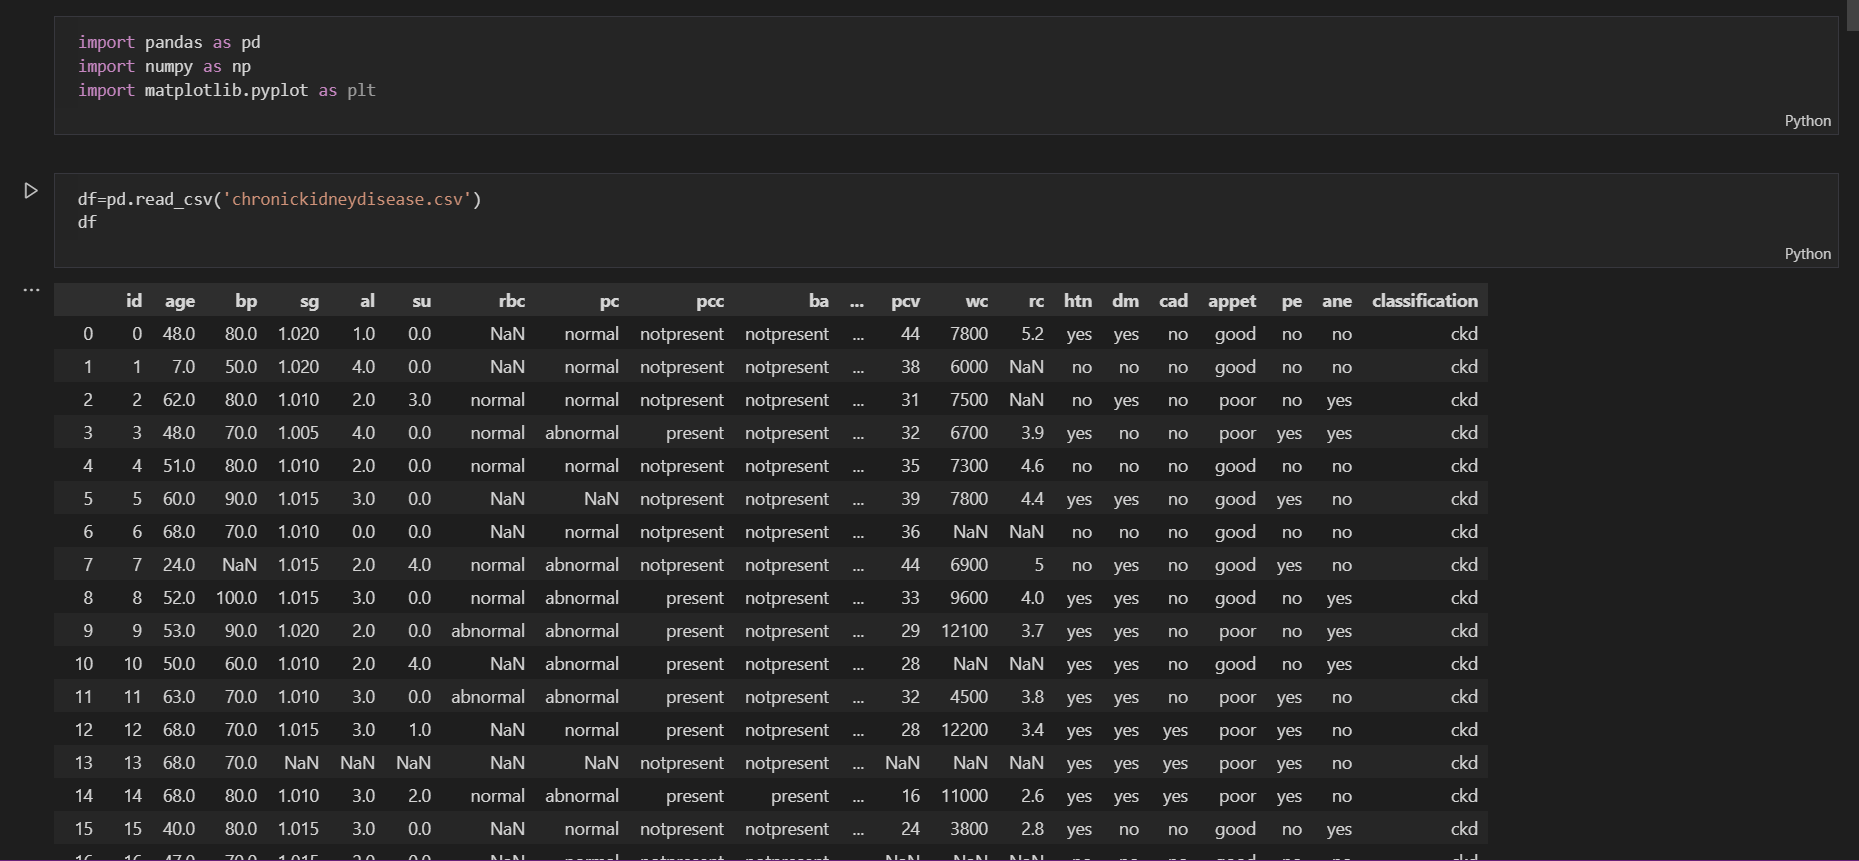 import pandas as pd
import numpy as np
import matplotlib.pyplot as plt
Python
df=pd.read_csv('chronickidneydisease.csv')
df
Python
...
id age bp sg al su rbc pc pcc ba ... pcv wc rc htn dm cad appet pe ane classification
0 0 48.0 80.0 1.020 1.0 0.0 NaN normal notpresent notpresent ... 44 7800 5.2 yes yes no good no no ckd
1 1 7.0 50.0 1.020 4.0 0.0 NaN normal notpresent notpresent ... 38 6000 NaN no no no good no no ckd
2 2 62.0 80.0 1.010 2.0 3.0 normal normal notpresent notpresent ... 31 7500 NaN no yes no poor no yes ckd
3 3 48.0 70.0 1.005 4.0 0.0 normal abnormal present notpresent ... 32 6700 3.9 yes no no poor yes yes ckd
4 4 51.0 80.0 1.010 2.0 0.0 normal normal notpresent notpresent ... 35 7300 4.6 no no no good no no ckd
5 5 60.0 90.0 1.015 3.0 0.0 NaN NaN notpresent notpresent ... 39 7800 4.4 yes yes no good yes no ckd
6 6 68.0 70.0 1.010 0.0 0.0 NaN normal notpresent notpresent ... 36 NaN NaN no no no good no no ckd
7 7 24.0 NaN 1.015 2.0 4.0 normal abnormal notpresent notpresent ... 44 6900 5 no yes no good yes no ckd
8 8 52.0 100.0 1.015 3.0 0.0 normal abnormal present notpresent ... 33 9600 4.0 yes yes no good no yes ckd
9 9 53.0 90.0 1.020 2.0 0.0 abnormal abnormal present notpresent ... 29 12100 3.7 yes yes no poor no yes ckd
10 10 50.0 60.0 1.010 2.0 4.0 NaN abnormal present notpresent ... 28 NaN NaN yes yes no good no yes ckd
11 11 63.0 70.0 1.010 3.0 0.0 abnormal abnormal present notpresent ... 32 4500 3.8 yes yes no poor yes no ckd
12 12 68.0 70.0 1.015 3.0 1.0 NaN normal present notpresent ... 28 12200 3.4 yes yes yes poor yes no ckd
13 13 68.0 70.0 NaN NaN NaN NaN NaN notpresent notpresent ... NaN NaN NaN yes yes yes poor yes no ckd
14 14 68.0 80.0 1.010 3.0 2.0 normal abnormal present present ... 16 11000 2.6 yes yes yes poor yes no ckd
15 15 40.0 80.0 1.015 3.0 0.0 NaN normal notpresent notpresent ... 24 3800 2.8 yes no no good no yes ckd